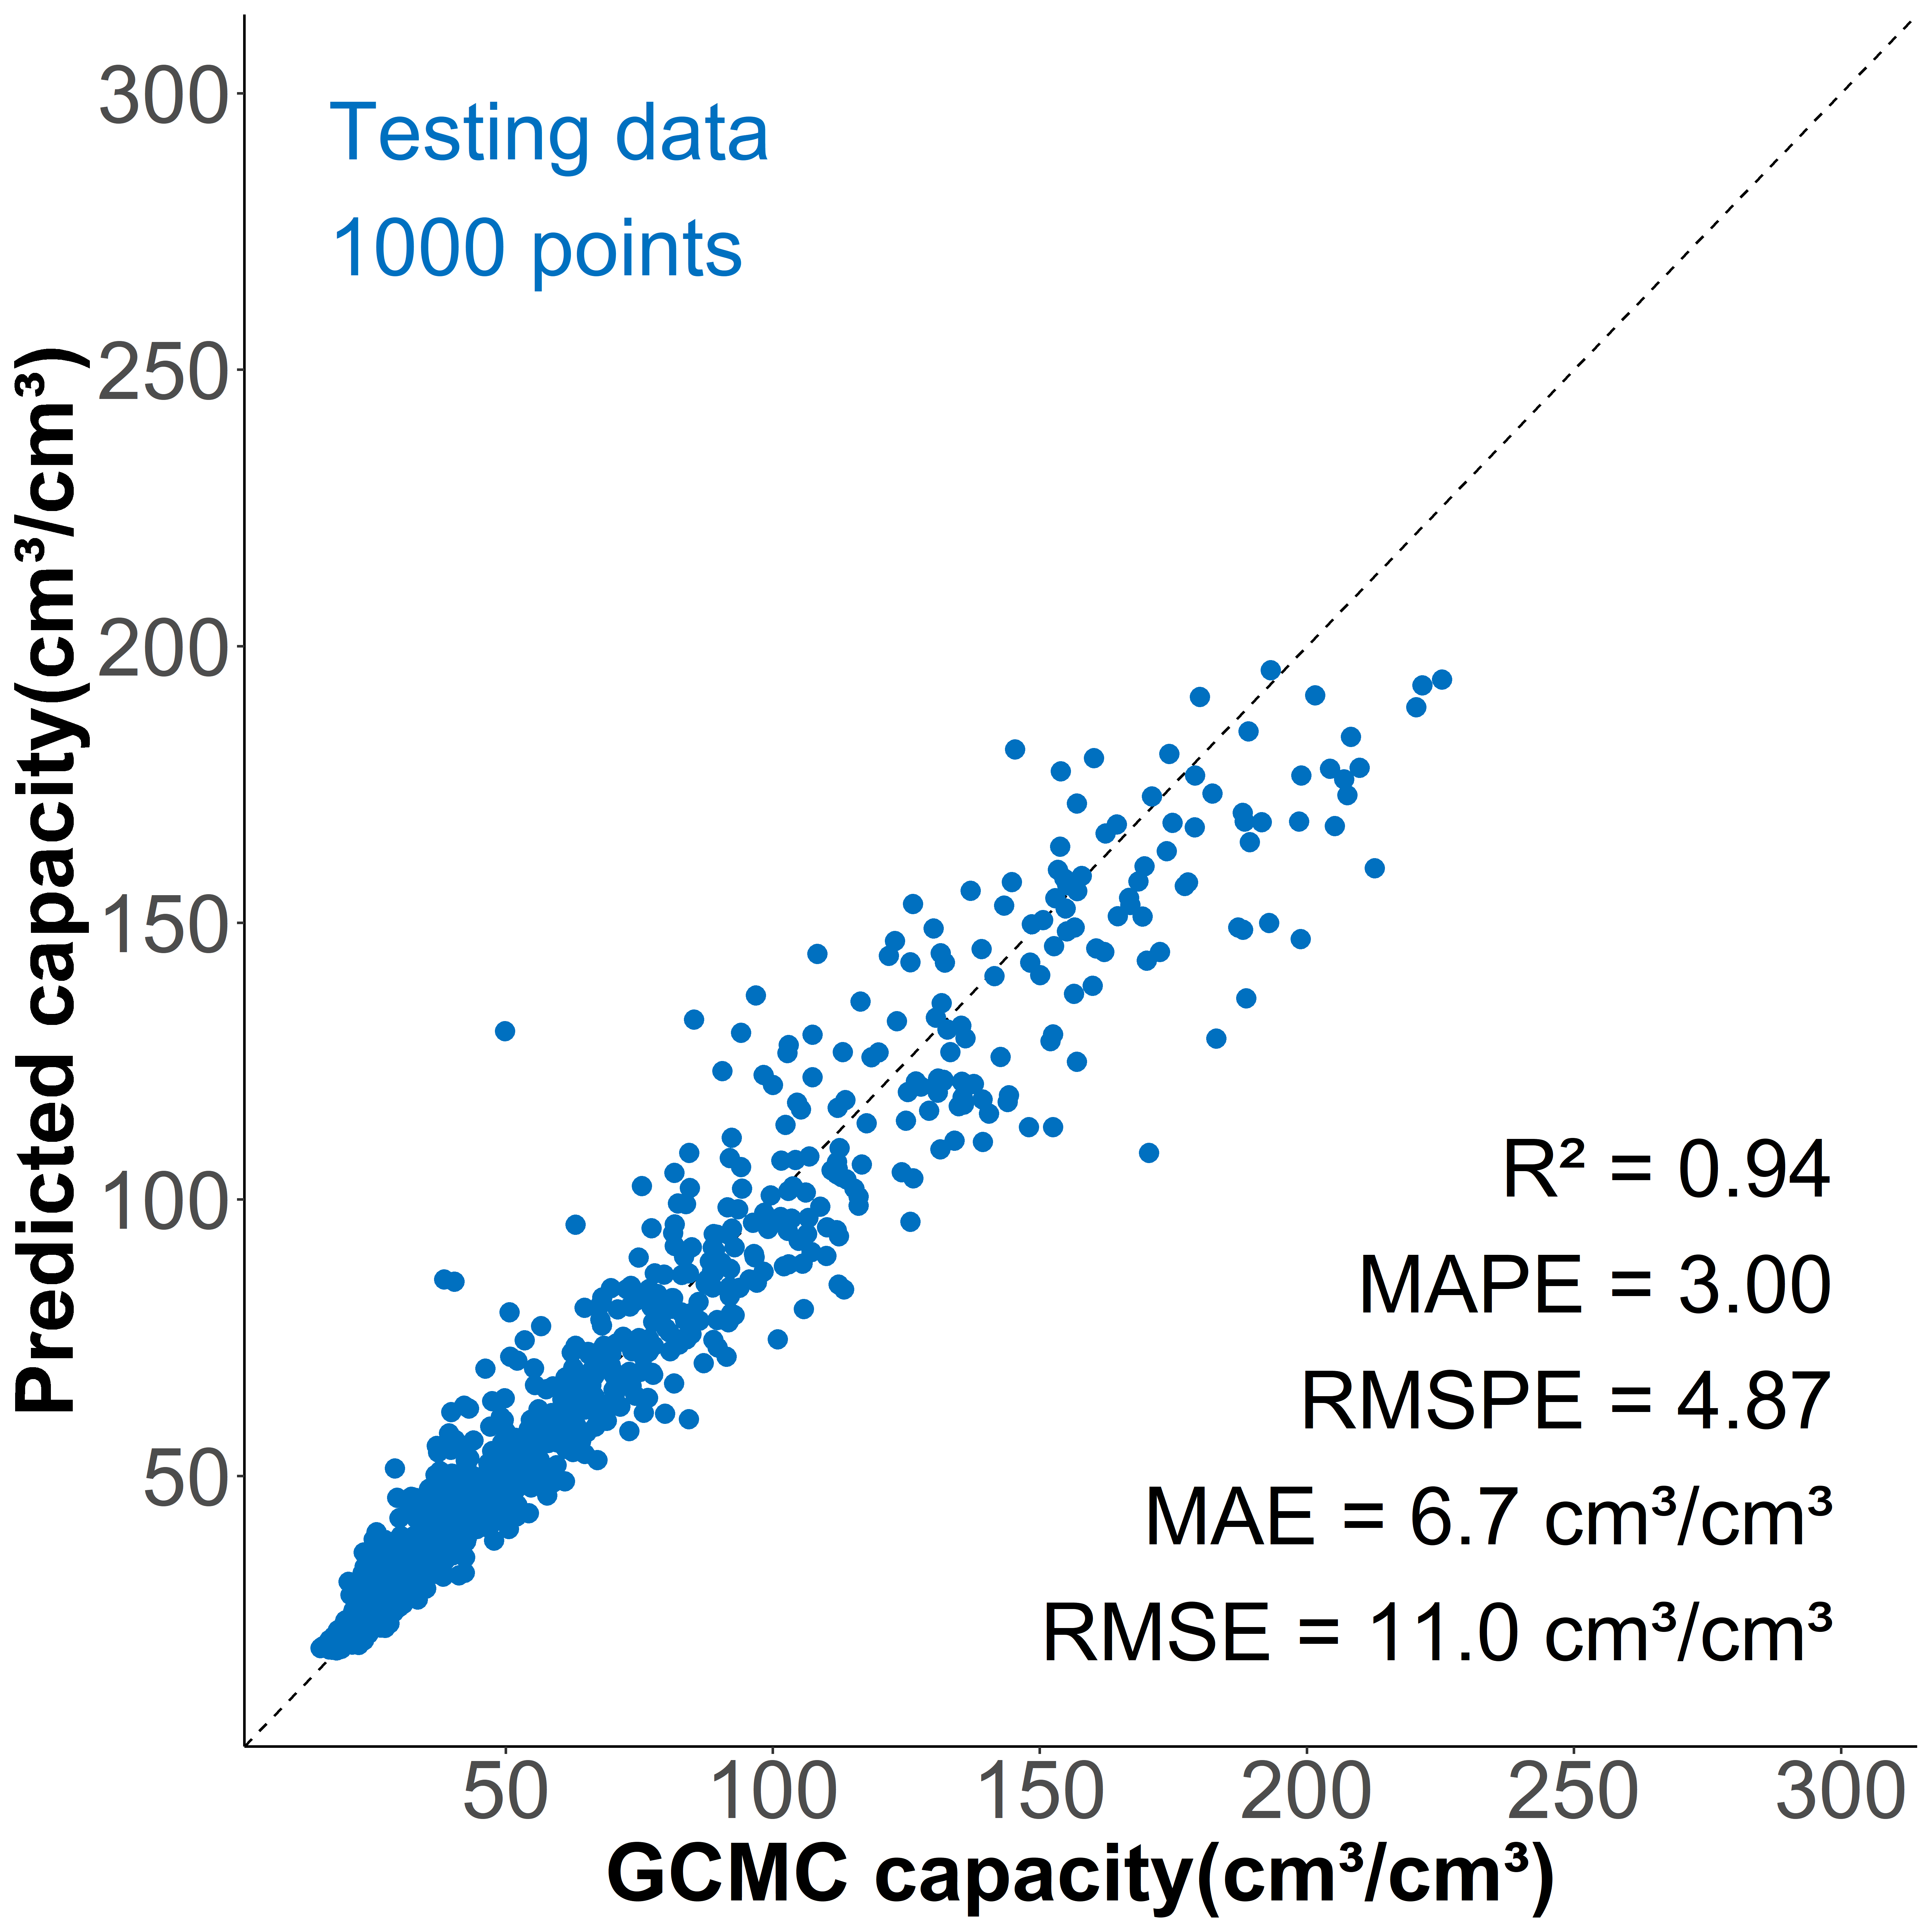 Predicted capacity(cm³/cm³)
300
250
200
150
100
50
Testing data
1000 points
R² = 0.94
MAPE = 3.00
RMSPE = 4.87
MAE = 6.7 cm³/cm³
RMSE = 11.0 cm³/cm³
50 100 150 200 250 300
GCMC capacity(cm³/cm³)